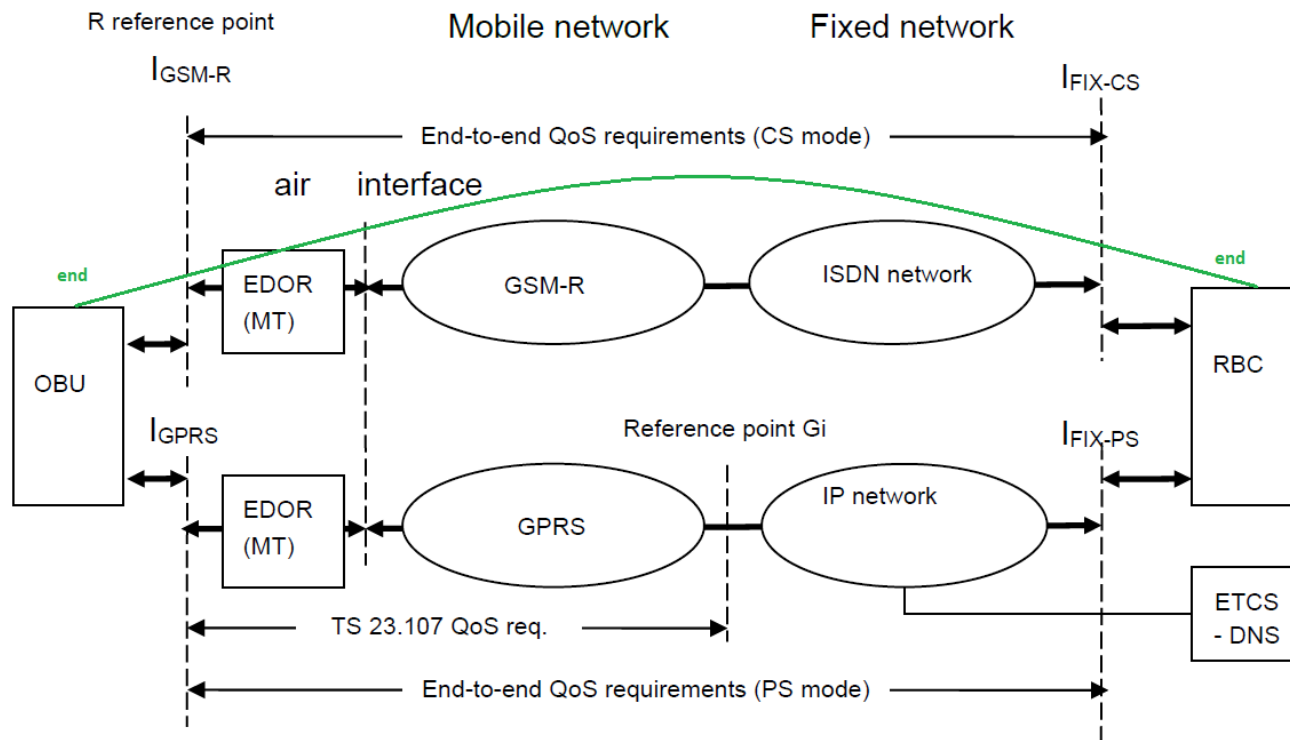 R reference point
Mobile network
Fixed network
IGSM-R
IFIX-CS
End-to-end QoS requirements (CS mode)
air interface
end
end
EDOR
(MT)
GSM-R
ISDN network
OBU
RBC
IGPRS
Reference point Gi
IFIX-PS
EDOR
(MT)
GPRS
IP network
TS 23.107 QoS req.
ETCS
- DNS
End-to-end QoS requirements (PS mode)